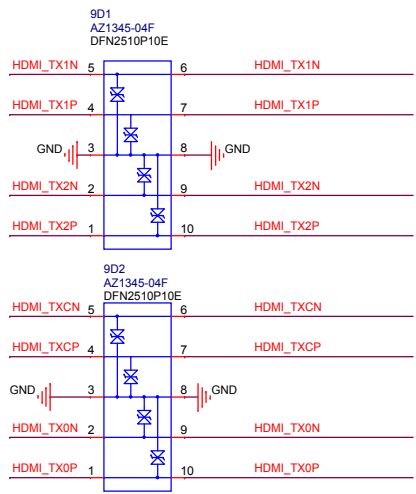 9D1
AZ1345-04F
DFN2510P10E
HDMI_TX1N 5 6 HDMI_TX1N
HDMI_TX1P 4 7 HDMI_TX1P
GND 3 8 GND
HDMI_TX2N 2 9 HDMI_TX2N
HDMI_TX2P 1 10 HDMI_TX2P
9D2
AZ1345-04F
DFN2510P10E
HDMI_TXCN 5 6 HDMI_TXCN
HDMI_TXCP 4 7 HDMI_TXCP
GND 3 8 GND
HDMI_TX0N 2 9 HDMI_TX0N
HDMI_TX0P 1 10 HDMI_TX0P